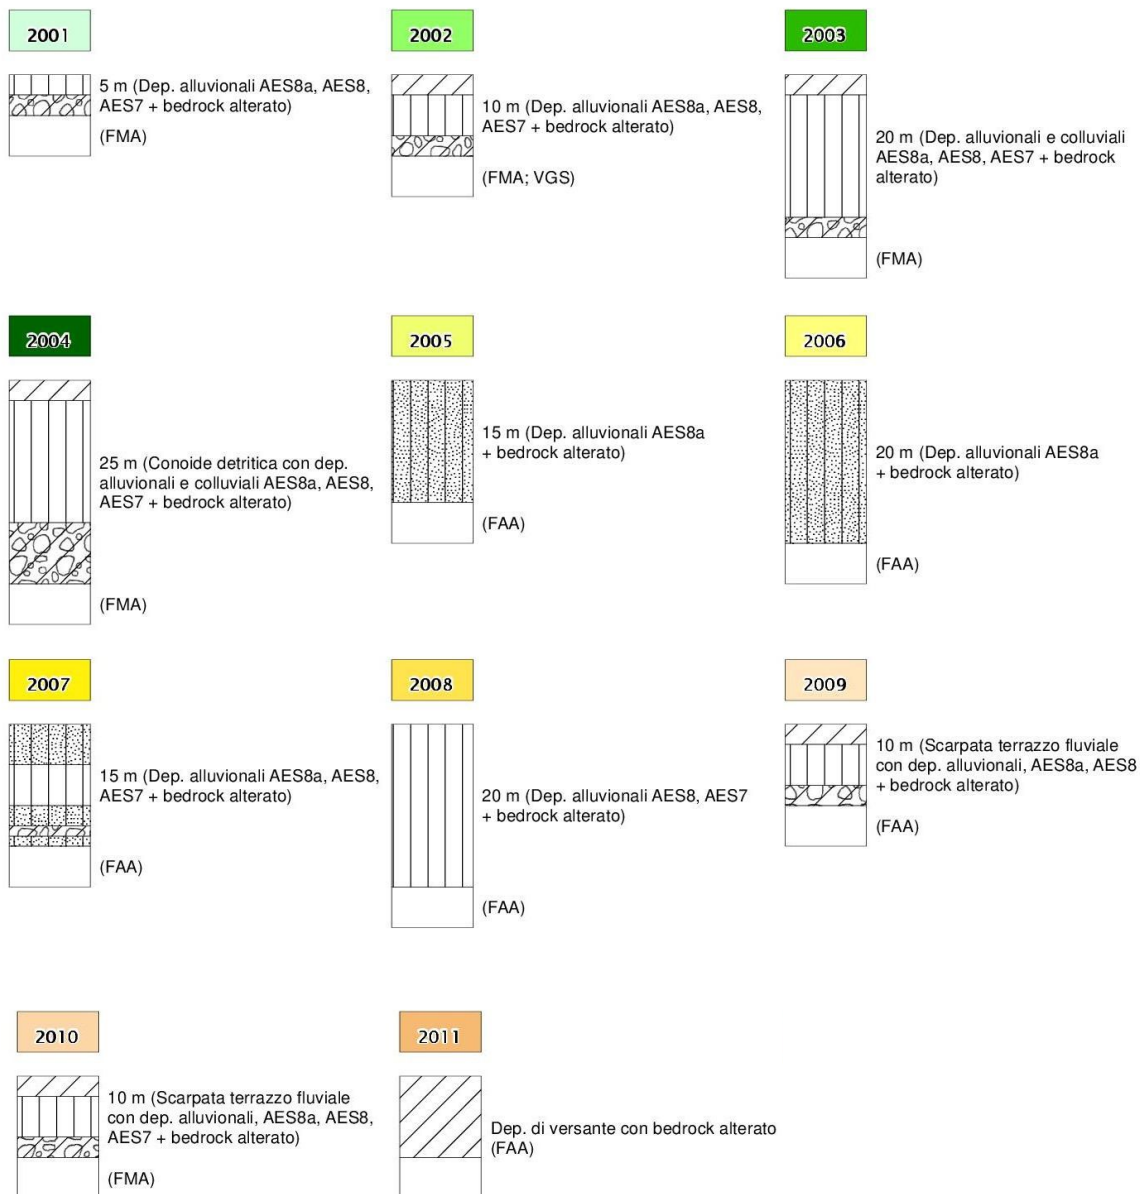 2001
5 m (Dep. alluvionali AES8a, AES8,
AES7 + bedrock alterato)
(FMA)
2002
10 m (Dep. alluvionali AES8a, AES8,
AES7 + bedrock alterato)
(FMA; VGS)
2003
20 m (Dep. alluvionali e colluviali
AES8a, AES8, AES7 + bedrock
alterato)
(FMA)
2004
25 m (Conoide detritica con dep.
alluvionali e colluviali AES8a, AES8,
AES7 + bedrock alterato)
(FMA)
2005
15 m (Dep. alluvionali AES8a
+ bedrock alterato)
(FAA)
2006
20 m (Dep. alluvionali AES8a
+ bedrock alterato)
(FAA)
2007
15 m (Dep. alluvionali AES8a, AES8,
AES7 + bedrock alterato)
(FAA)
2008
20 m (Dep. alluvionali AES8, AES7
+ bedrock alterato)
(FAA)
2009
10 m (Scarpata terrazzo fluviale
con dep. alluvionali, AES8a, AES8
+ bedrock alterato)
(FAA)
2010
10 m (Scarpata terrazzo fluviale
con dep. alluvionali, AES8a, AES8,
AES7 + bedrock alterato)
(FMA)
2011
Dep. di versante con bedrock alterato
(FAA)